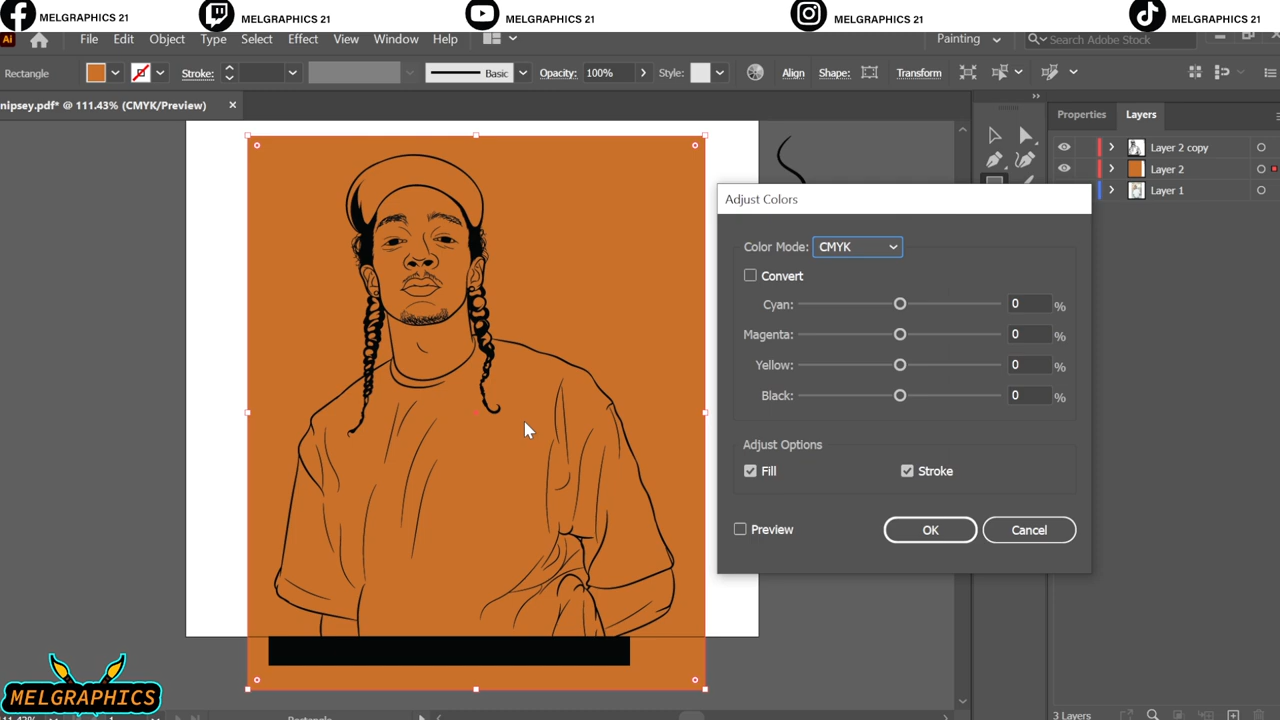 MELGRAPHICS 21 MELGRAPHICS 21 MELGRAPHICS 21 MELGRAPHICS 21 MELGRAPHICS 21
Ai File Edit Object Type Select Effect View Window Help Painting Search Adobe Stock
Rectangle Stroke: Basic Opacity: 100% Style: Align Shape: Transform
nipsey.pdf* @ 111.43% (CMYK/Preview) ×
Properties Layers
Layer 2 copy
Layer 2
Layer 1
Adjust Colors
Color Mode: CMYK
Convert
Cyan: 0 %
Magenta: 0 %
Yellow: 0 %
Black: 0 %
Adjust Options
Fill Stroke
Preview OK Cancel
MELGRAPHICS
3 Layers